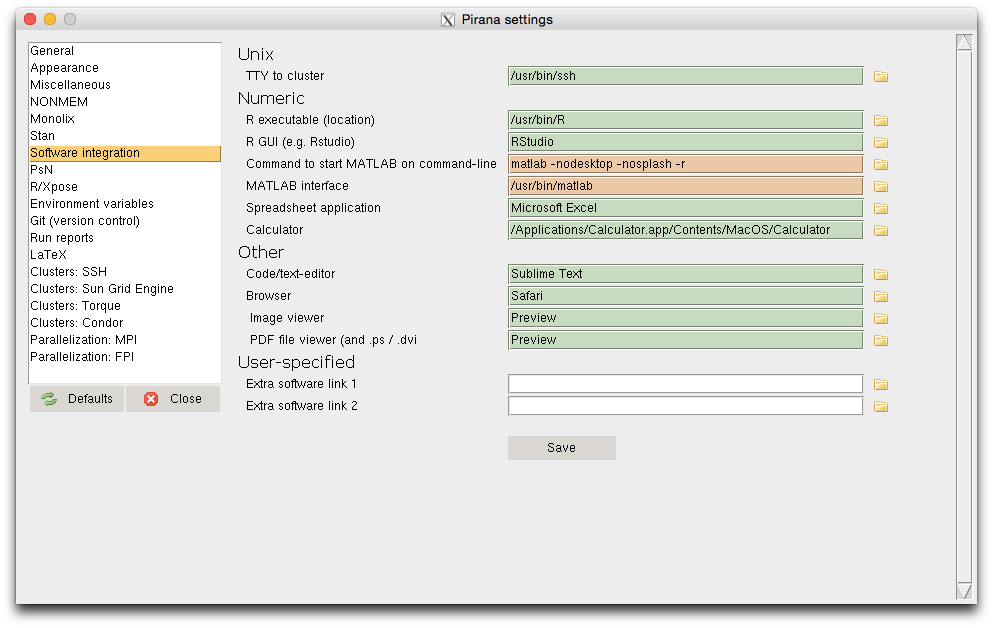 Pirana settings
General
Appearance
Miscellaneous
NONMEM
Monolix
Stan
Software integration
PsN
R/Xpose
Environment variables
Git (version control)
Run reports
LaTeX
Clusters: SSH
Clusters: Sun Grid Engine
Clusters: Torque
Clusters: Condor
Parallelization: MPI
Parallelization: FPI
Defaults
Close
Unix
TTY to cluster /usr/bin/ssh
Numeric
R executable (location) /usr/bin/R
R GUI (e.g. Rstudio) RStudio
Command to start MATLAB on command-line matlab -nodesktop -nosplash -r
MATLAB interface /usr/bin/matlab
Spreadsheet application Microsoft Excel
Calculator /Applications/Calculator.app/Contents/MacOS/Calculator
Other
Code/text-editor Sublime Text
Browser Safari
Image viewer Preview
PDF file viewer (and .ps / .dvi Preview
User-specified
Extra software link 1
Extra software link 2
Save